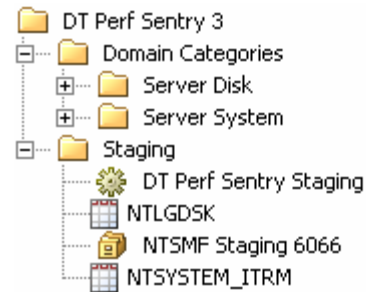 DT Perf Sentry 3
Domain Categories
Server Disk
Server System
Staging
DT Perf Sentry Staging
NTLGDSK
NTSMF Staging 6066
NTSYSTEM_ITRM